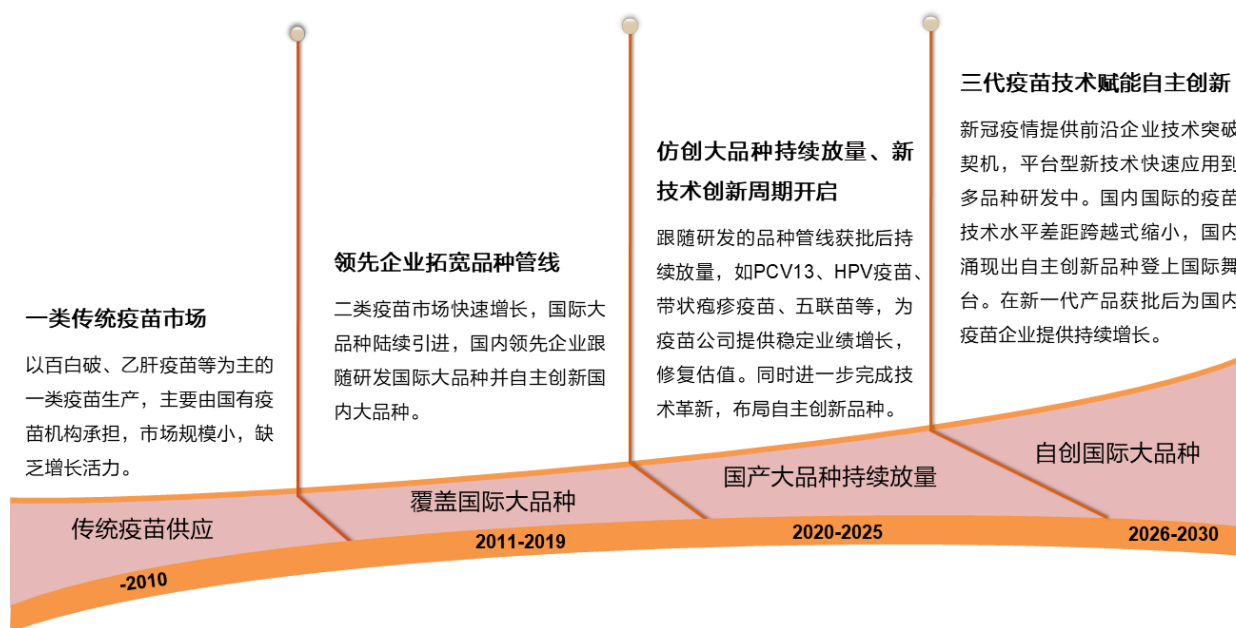 一类传统疫苗市场
以百白破、乙肝疫苗等为主的
一类疫苗生产，主要由国有疫
苗机构承担，市场规模小，缺
乏增长活力。
领先企业拓宽品种管线
二类疫苗市场快速增长，国际大
品种陆续引进，国内领先企业跟
随研发国际大品种并自主创新国
内大品种。
仿创大品种持续放量、新
技术创新周期开启
跟随研发的品种管线获批后持
续放量，如PCV13、HPV疫苗、
带状疱疹疫苗、五联苗等，为
疫苗公司提供稳定业绩增长，
修复估值。同时进一步完成技
术革新，布局自主创新品种。
三代疫苗技术赋能自主创新
新冠疫情提供前沿企业技术突破
契机，平台型新技术快速应用到
多品种研发中。国内国际的疫苗
技术水平差距跨越式缩小，国内
涌现出自主创新品种登上国际舞
台。在新一代产品获批后为国内
疫苗企业提供持续增长。
传统疫苗供应
覆盖国际大品种
国产大品种持续放量
自创国际大品种
-2010
2011-2019
2020-2025
2026-2030